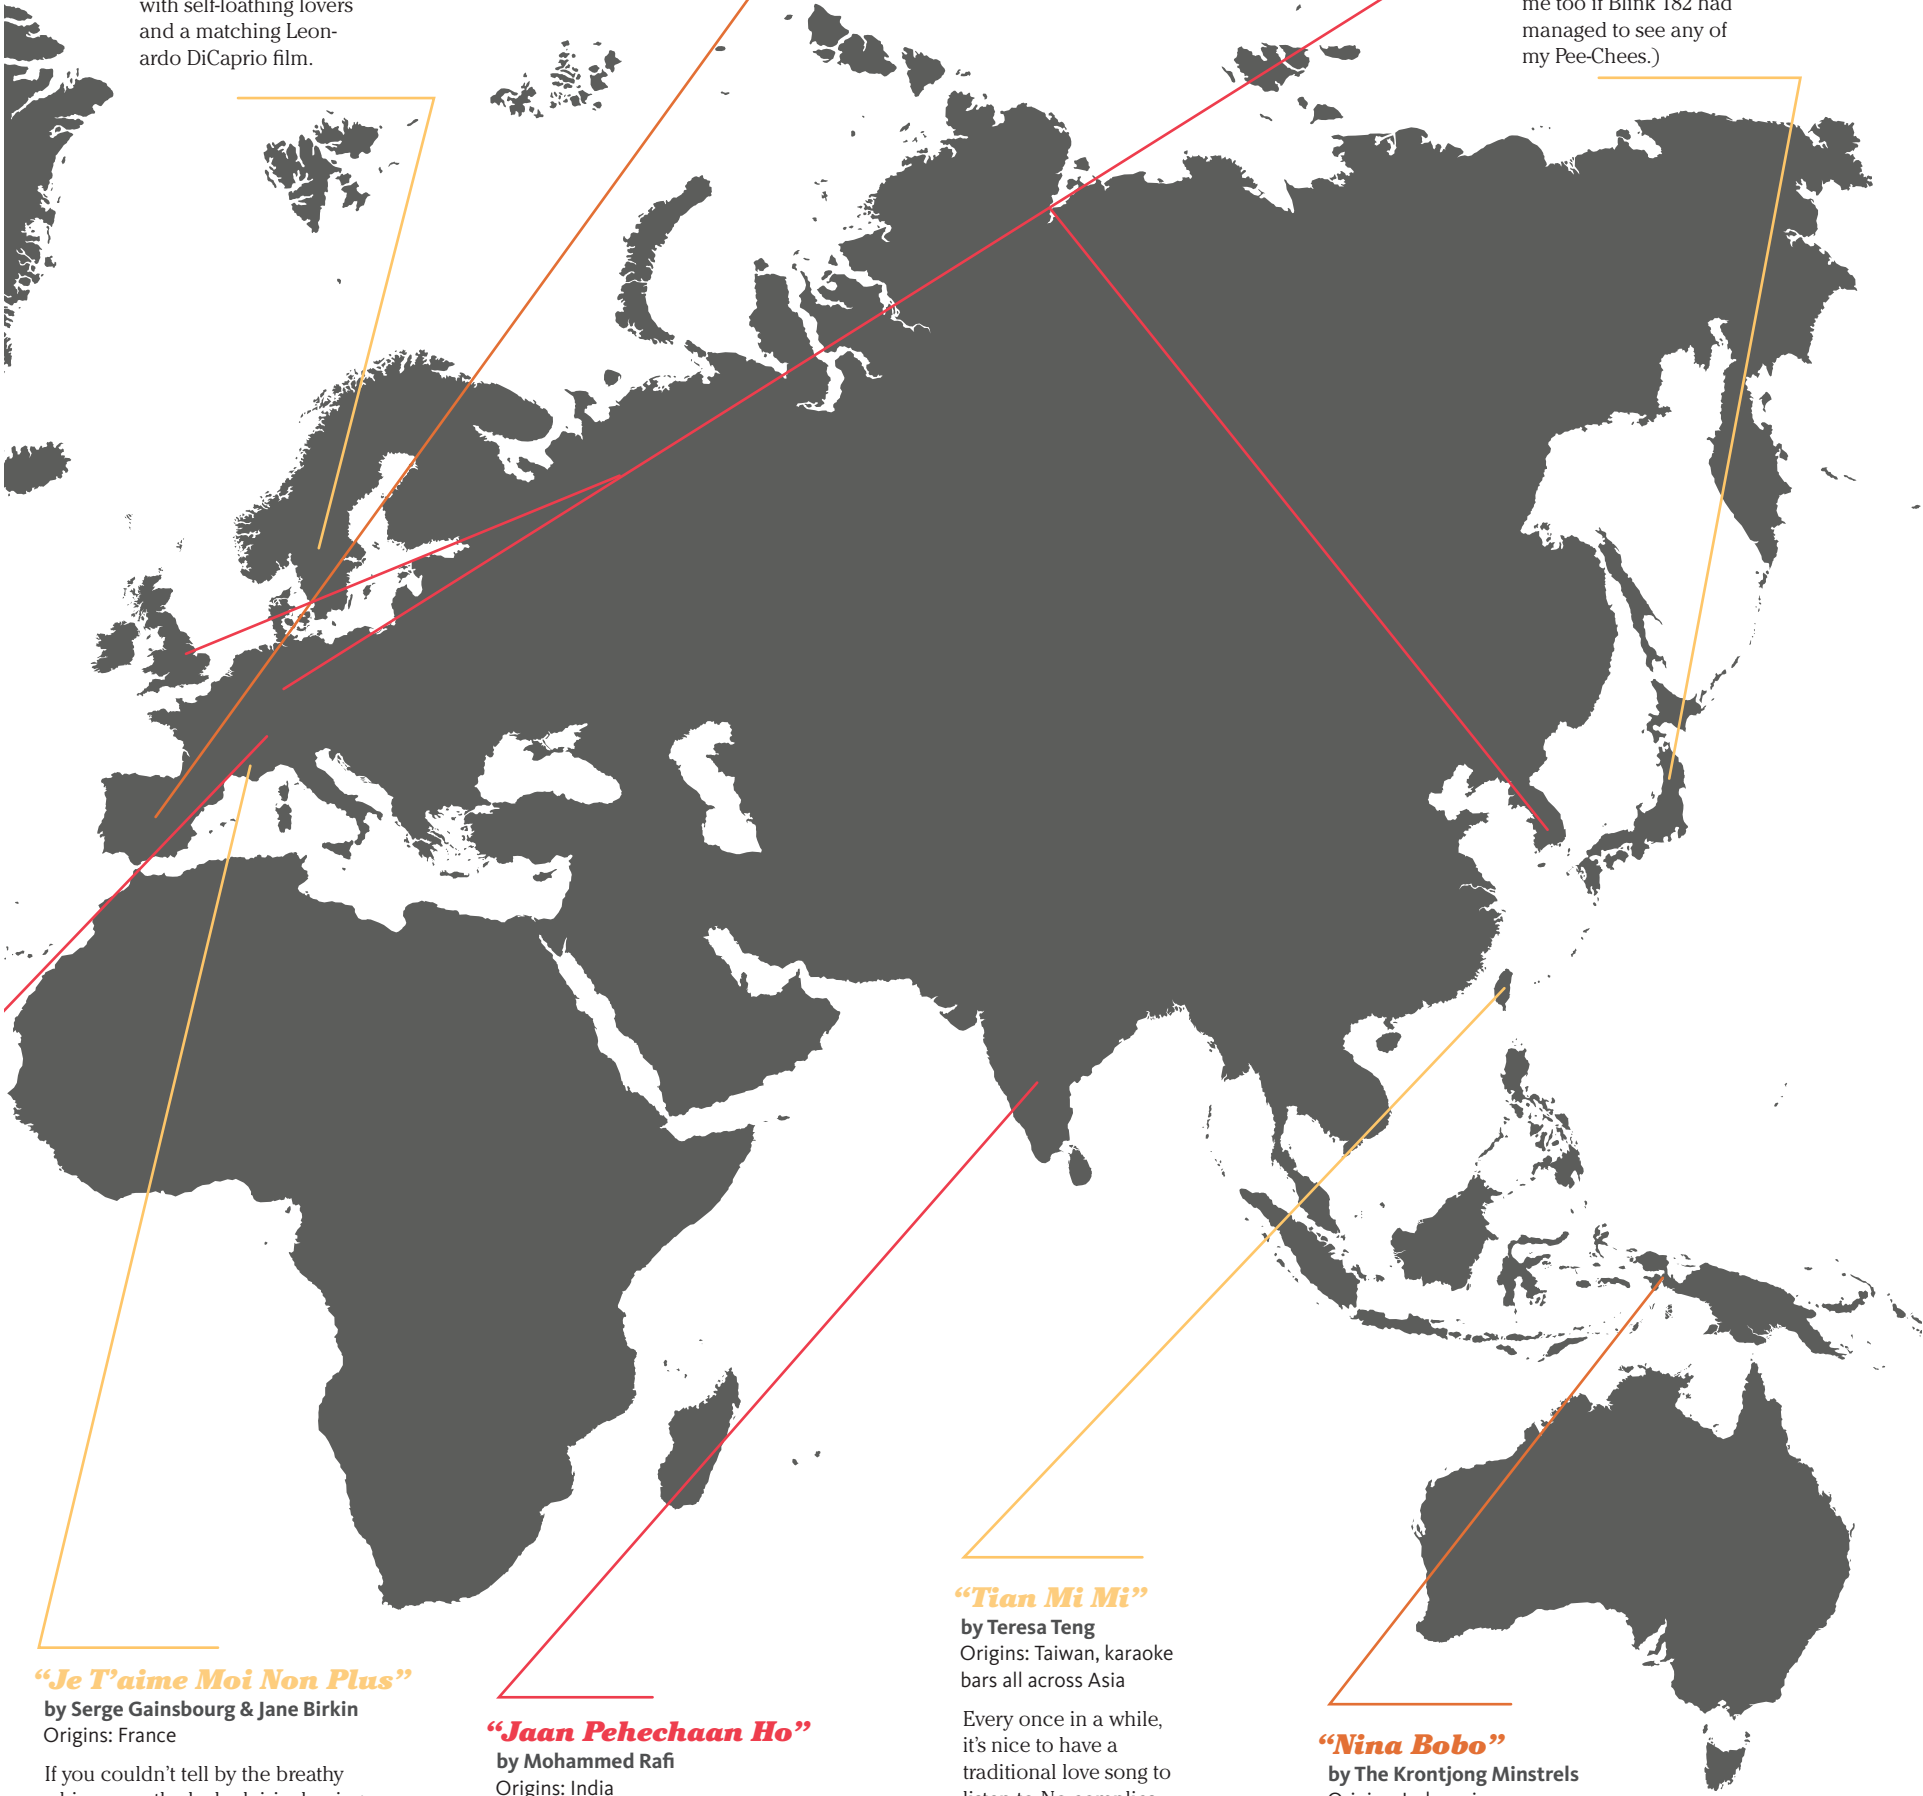 with self-loathing lovers
and a matching Leon-
ardo DiCaprio film.
me too if Blink 182 had
managed to see any of
my Pee-Chees.)
“Je T’aime Moi Non Plus”
by Serge Gainsbourg & Jane Birkin
Origins: France
If you couldn’t tell by the breathy
“Jaan Pehechaan Ho”
by Mohammed Rafi
Origins: India
“Tian Mi Mi”
by Teresa Teng
Origins: Taiwan, karaoke
bars all across Asia
Every once in a while,
it’s nice to have a
traditional love song to
“Nina Bobo”
by The Krontjong Minstrels